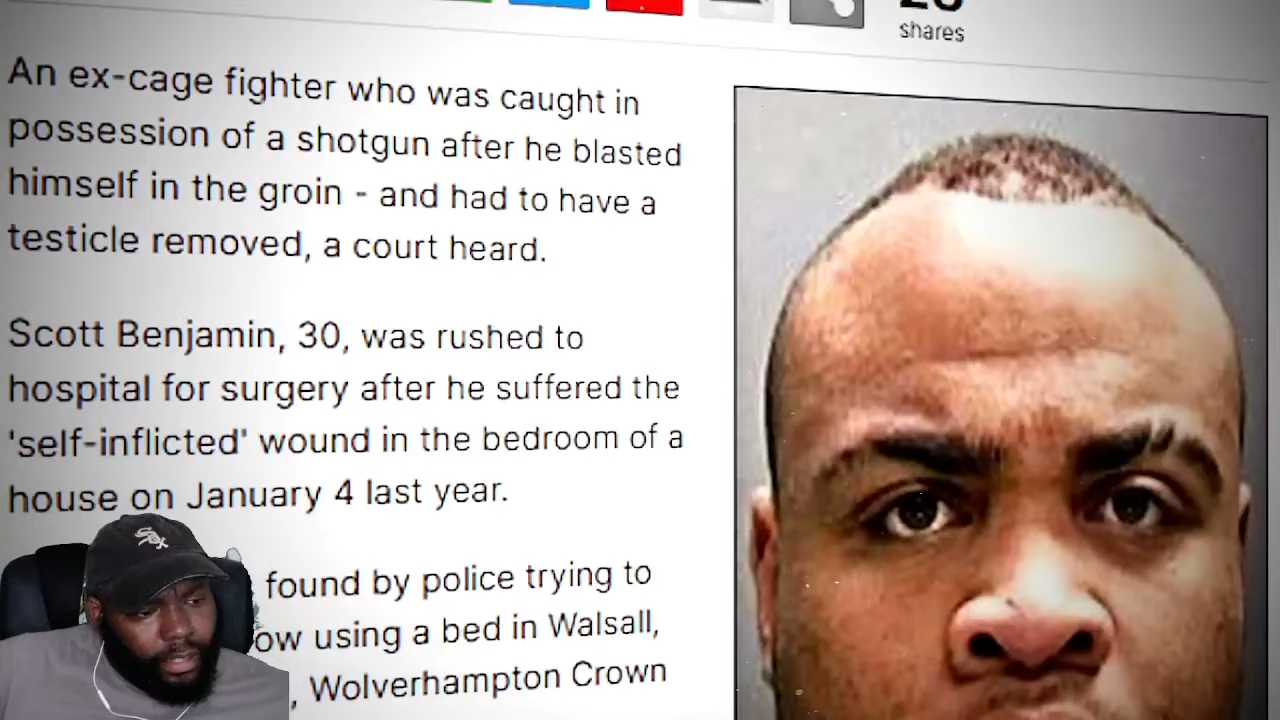 shares
An ex-cage fighter who was caught in
possession of a shotgun after he blasted
himself in the groin - and had to have a
testicle removed, a court heard.
Scott Benjamin, 30, was rushed to
hospital for surgery after he suffered the
'self-inflicted' wound in the bedroom of a
house on January 4 last year.
found by police trying to
using a bed in Walsall,
, Wolverhampton Crown
Sox